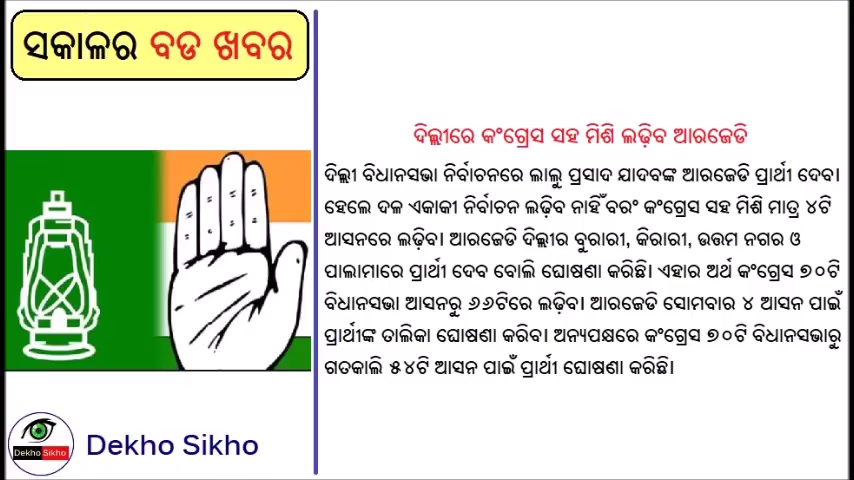 ସକାଳର ବଡ ଖବର
ଦିଲ୍ଲୀରେ କଂଗ୍ରେସ ସହ ମିଶି ଲଢ଼ିବ ଆରଜେଡି
ଦିଲ୍ଲୀ ବିଧାନସଭା ନିର୍ବାଚନରେ ଲାଲୁ ପ୍ରସାଦ ଯାଦବଙ୍କ ଆରଜେଡି ପ୍ରାର୍ଥୀ ଦେବ।
ହେଲେ ଦଳ ଏକାକୀ ନିର୍ବାଚନ ଲଢ଼ିବ ନାହିଁ ବରଂ କଂଗ୍ରେସ ସହ ମିଶି ମାତ୍ର ୪ଟି
ଆସନରେ ଲଢ଼ିବ। ଆରଜେଡି ଦିଲ୍ଲୀର ବୁରାରୀ, କିରାରୀ, ଉତ୍ତମ ନଗର ଓ
ପାଲାମାରେ ପ୍ରାର୍ଥୀ ଦେବ ବୋଲି ଘୋଷଣା କରିଛି। ଏହାର ଅର୍ଥ କଂଗ୍ରେସ ୭୦ଟି
ବିଧାନସଭା ଆସନରୁ ୬୬ଟିରେ ଲଢ଼ିବ। ଆରଜେଡି ସୋମବାର ୪ ଆସନ ପାଇଁ
ପ୍ରାର୍ଥୀଙ୍କ ତାଲିକା ଘୋଷଣା କରିବ। ଅନ୍ୟପକ୍ଷରେ କଂଗ୍ରେସ ୭୦ଟି ବିଧାନସଭାରୁ
ଗତକାଲି ୫୪ଟି ଆସନ ପାଇଁ ପ୍ରାର୍ଥୀ ଘୋଷଣା କରିଛି।
Dekho Sikho
Dekho Sikho